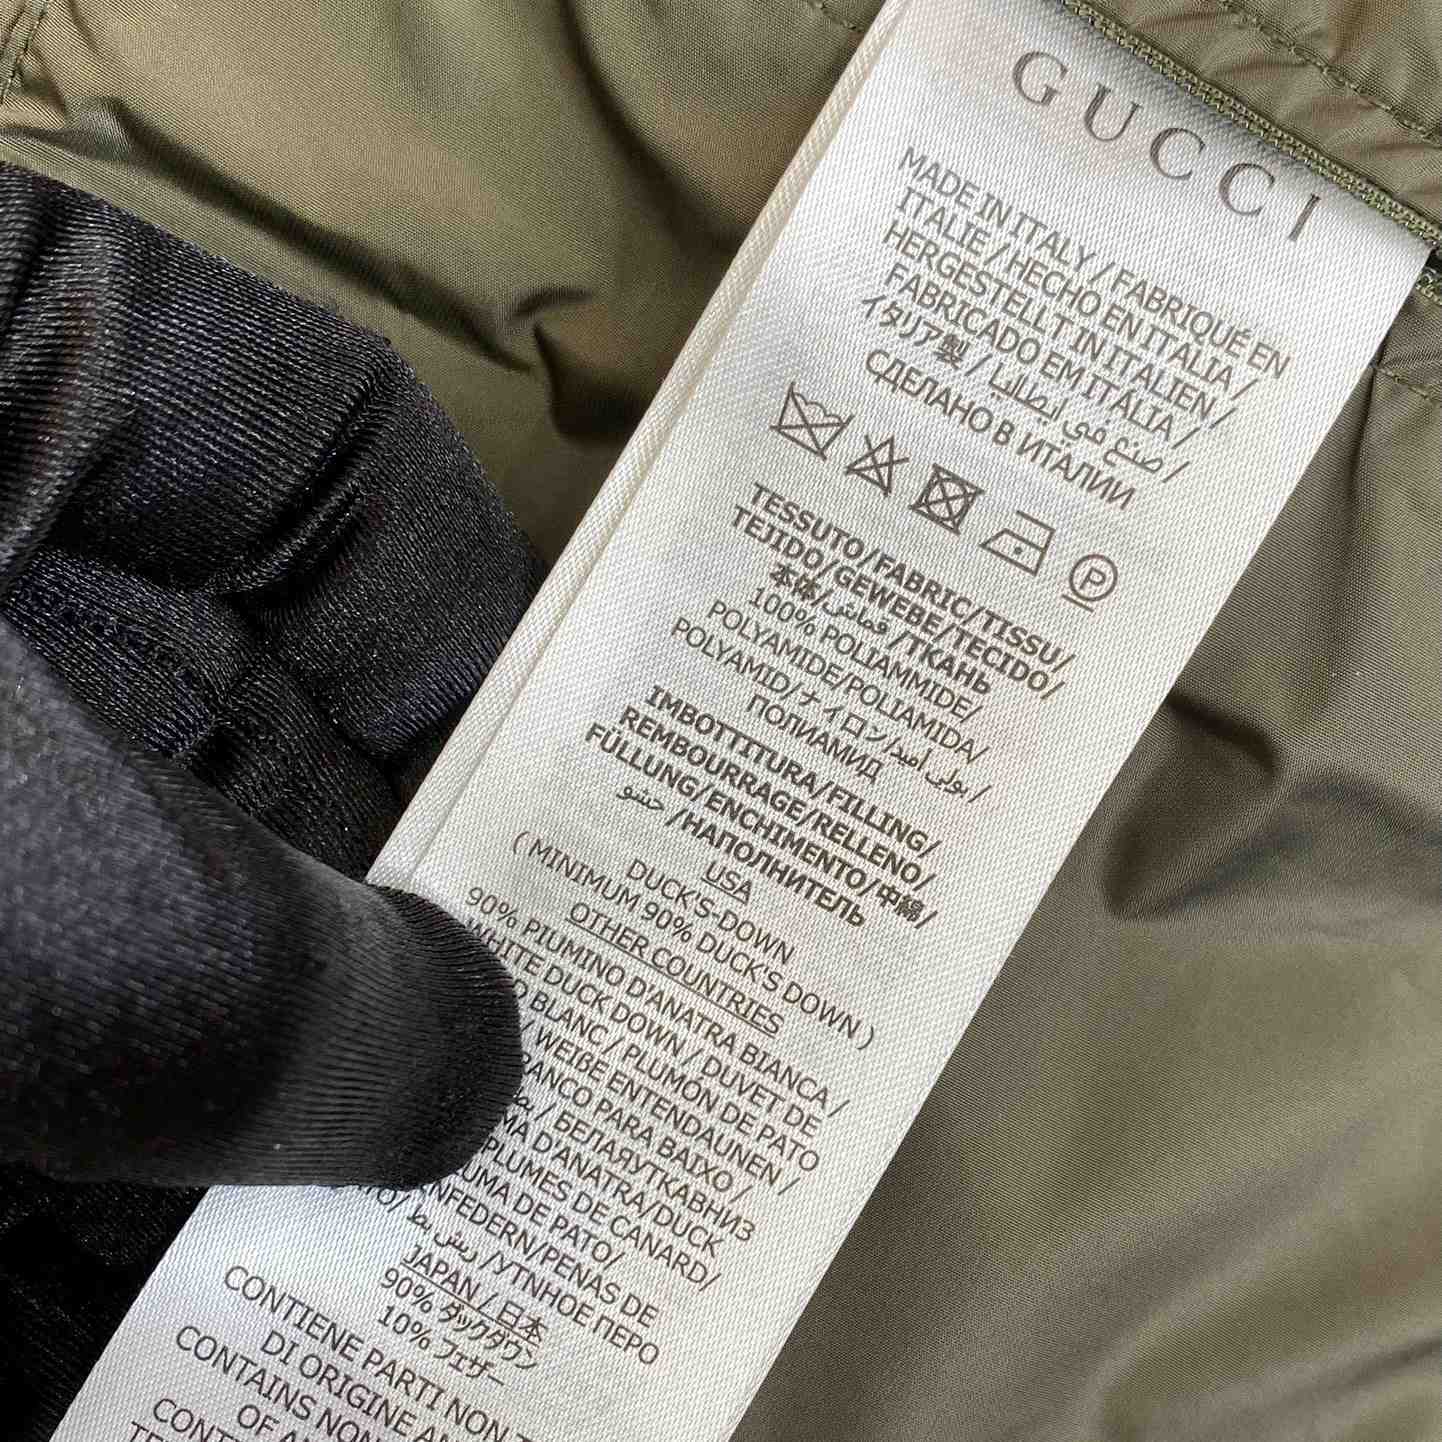 GUCCI
MADE IN ITALY / FABRIQUÉ EN
ITALIE / HECHO EN ITALIA /
HERGESTELLT IN ITALIEN /
FABRICADO EM ITÁLIA /
イタリア製 / صنع في إيطاليا /
СДЕЛАНО В ИТАЛИИ
P
TESSUTO/FABRIC/TISSU/
TEJIDO/GEWEBE/TECIDO/
本体/قماش /ТКАНЬ
100% POLIAMMIDE/
POLYAMIDE/POLIAMIDA/
POLYAMID/ナイロン/بولي أميد/
ПОЛИАМИД
IMBOTTITURA/FILLING/
REMBOURRAGE/RELLENO/
FÜLLUNG/ENCHIMENTO/中綿/
حشو /НАПОЛНИТЕЛЬ
USA
DUCK'S-DOWN
(MINIMUM 90% DUCK'S DOWN)
OTHER COUNTRIES
90% PIUMINO D'ANATRA BIANCA /
WHITE DUCK DOWN / DUVET DE
BLANC / PLUMÓN DE PATO
/ WEIßE ENTENDAUNEN /
PARA BAIXO /
/ БЕЛАЯУТКАВНИЗ
D'ANATRA/DUCK
PLUMES DE CANARD/
DE PATO/
PENAS DE
ريش بط /УТНОЕ ПЕРО
JAPAN / 日本
90% ダックダウン
10% フェザー
CONTIENE PARTI NON
DI ORIGINE
CONTAINS NON
OF